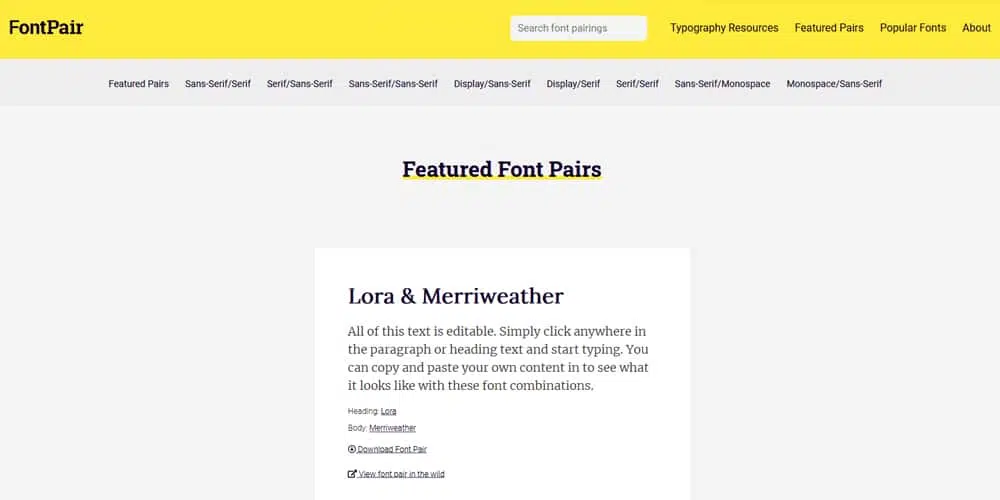 FontPair
Search font pairings
Typography Resources
Featured Pairs
Popular Fonts
About
Featured Pairs
Sans-Serif/Serif
Serif/Sans-Serif
Sans-Serif/Sans-Serif
Display/Sans-Serif
Display/Serif
Serif/Serif
Sans-Serif/Monospace
Monospace/Sans-Serif
Featured Font Pairs
Lora & Merriweather
All of this text is editable. Simply click anywhere in
the paragraph or heading text and start typing. You
can copy and paste your own content in to see what
it looks like with these font combinations.
Heading: Lora
Body: Merriweather
Download Font Pair
View font pair in the wild